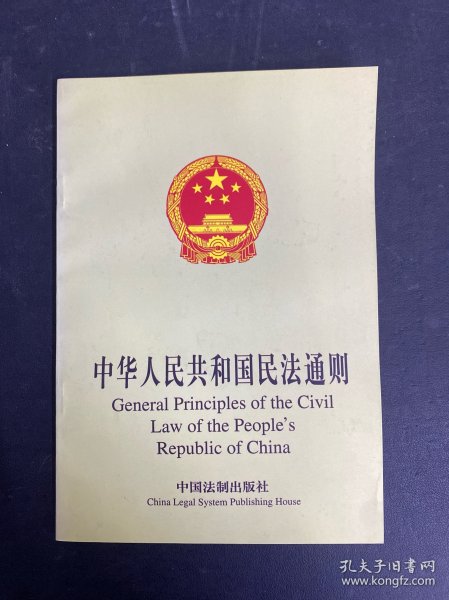 中华人民共和国民法通则
General Principles of the Civil
Law of the People's
Republic of China
中国法制出版社
China Legal System Publishing House
孔夫子旧书网
www.kongfz.com